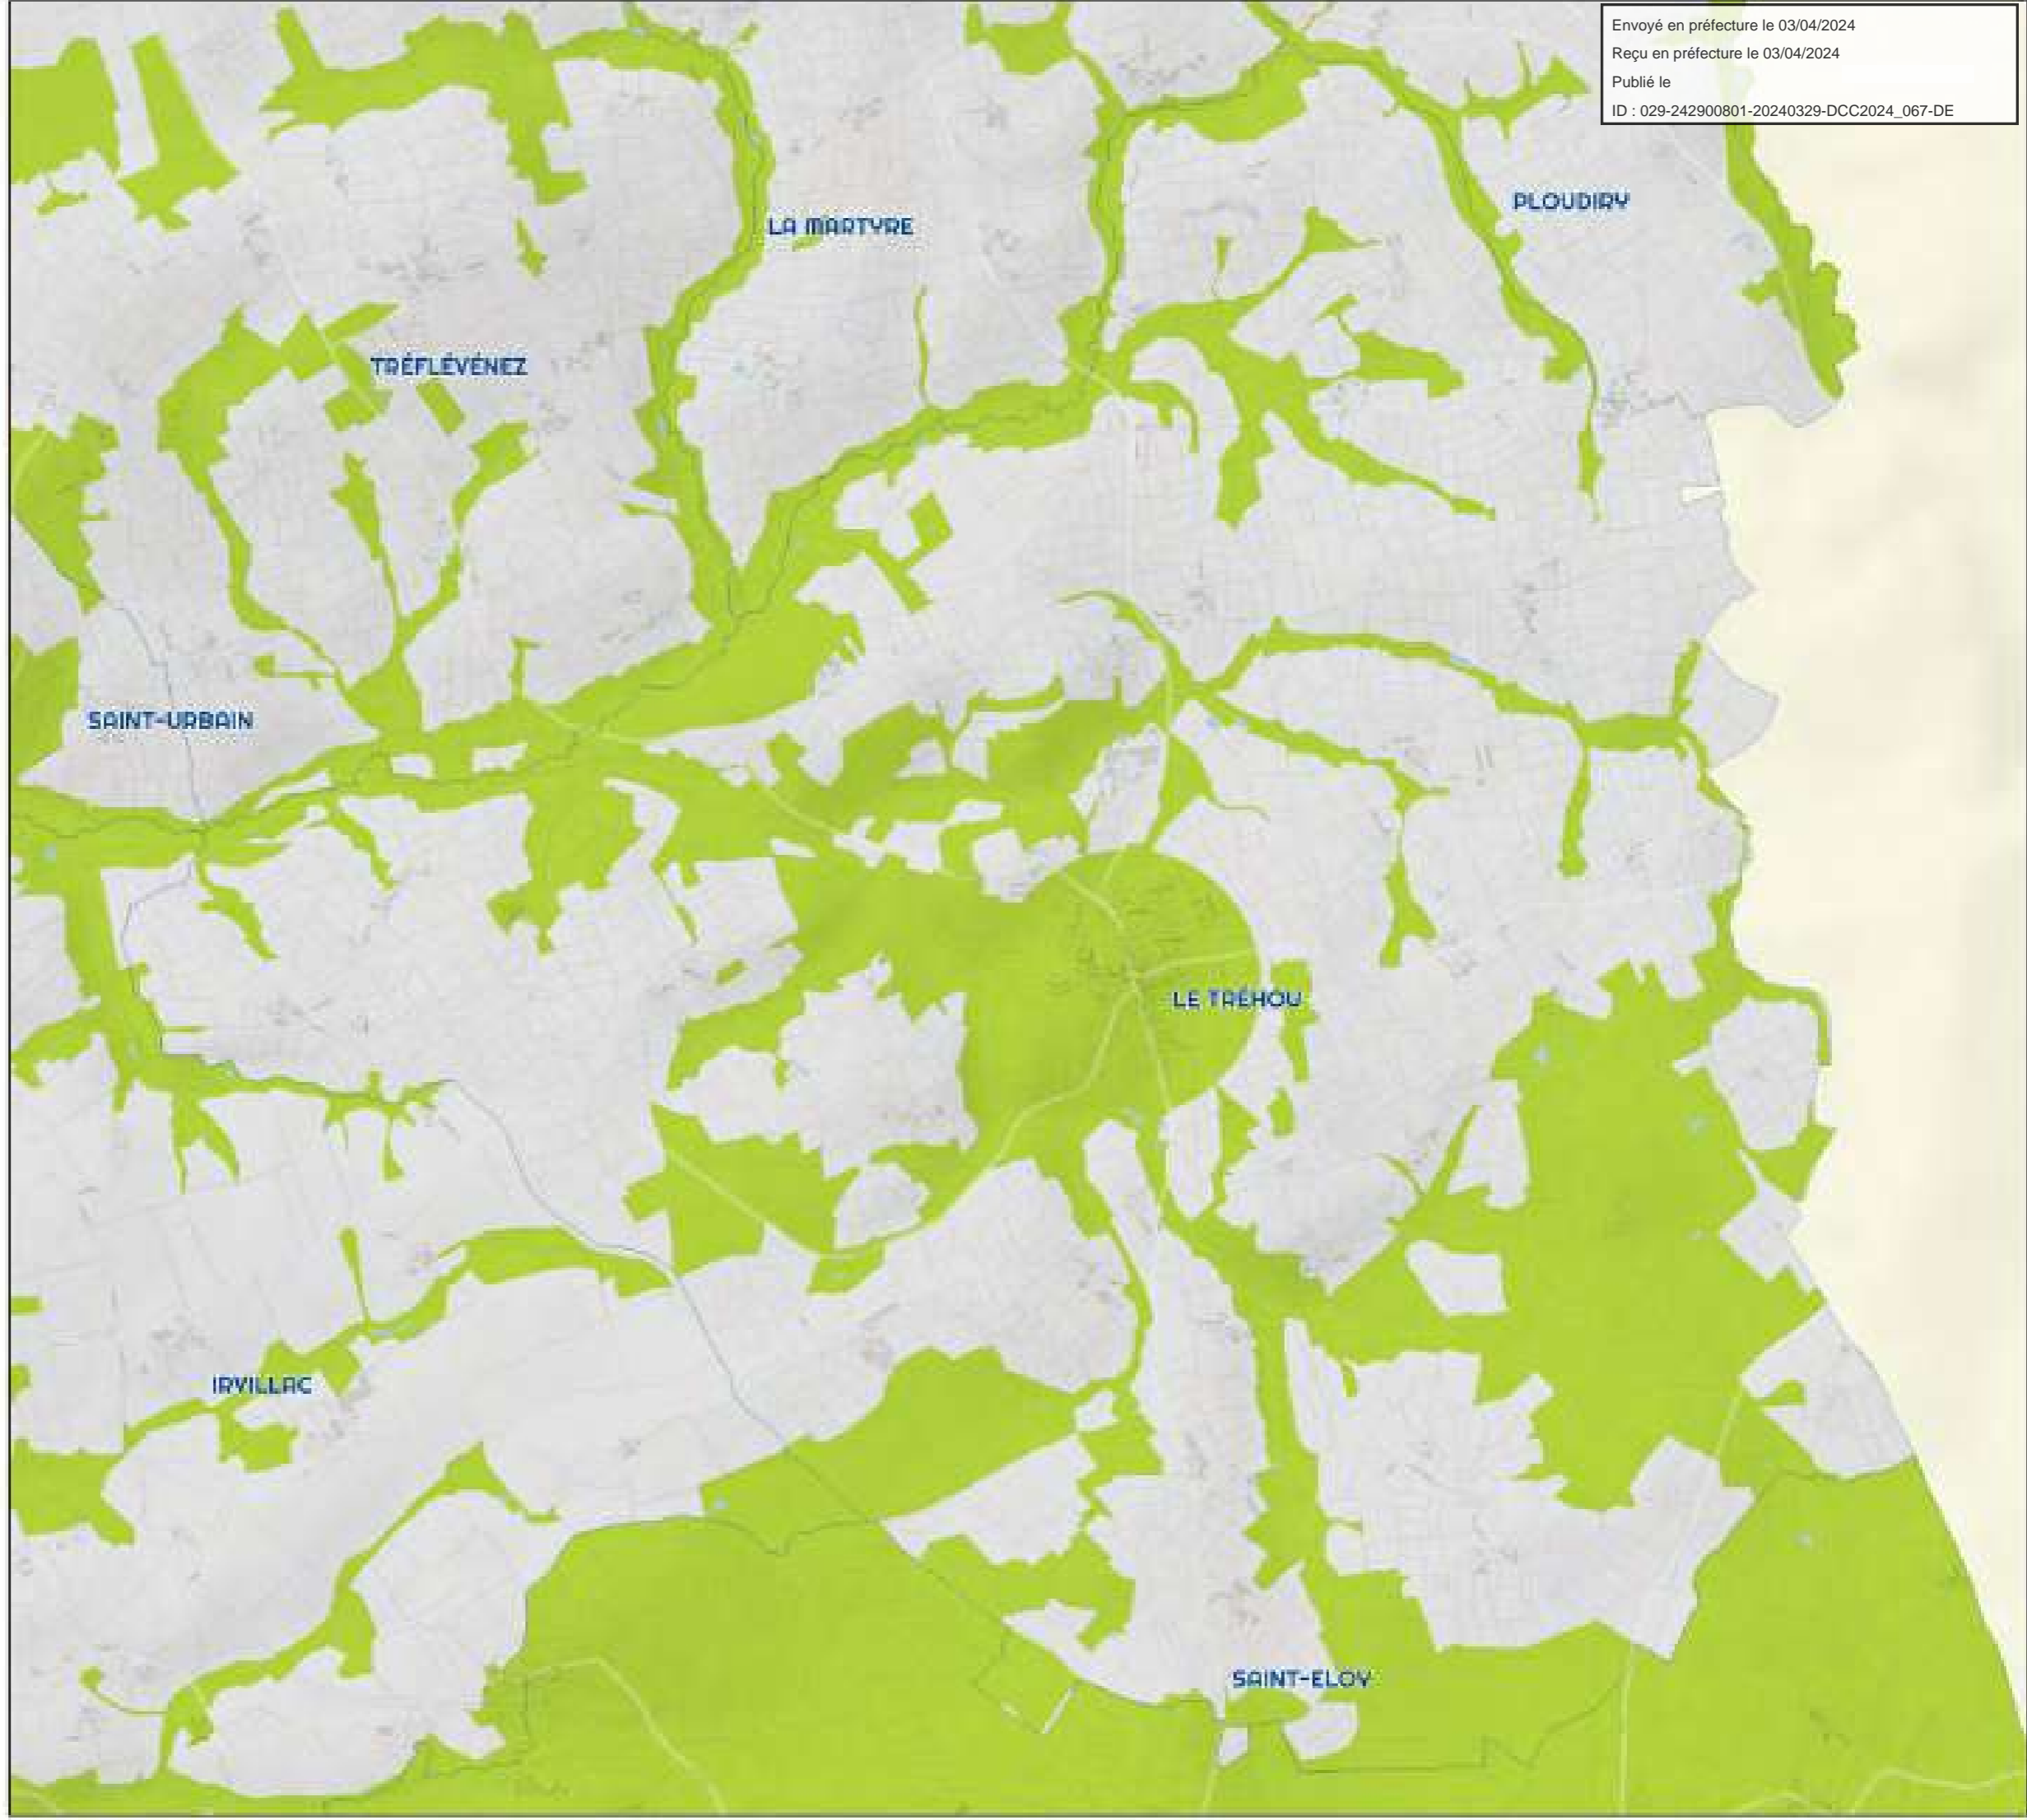 Envoyé en préfecture le 03/04/2024
Reçu en préfecture le 03/04/2024
Publié le
ID : 029-242900801-20240329-DCC2024_067-DE
PLOUDIRY
LA MARTYRE
TRÉFLÉVÉNEZ
SAINT-URBAIN
LE TRÉHOU
IRVILLAC
SAINT-ELOY